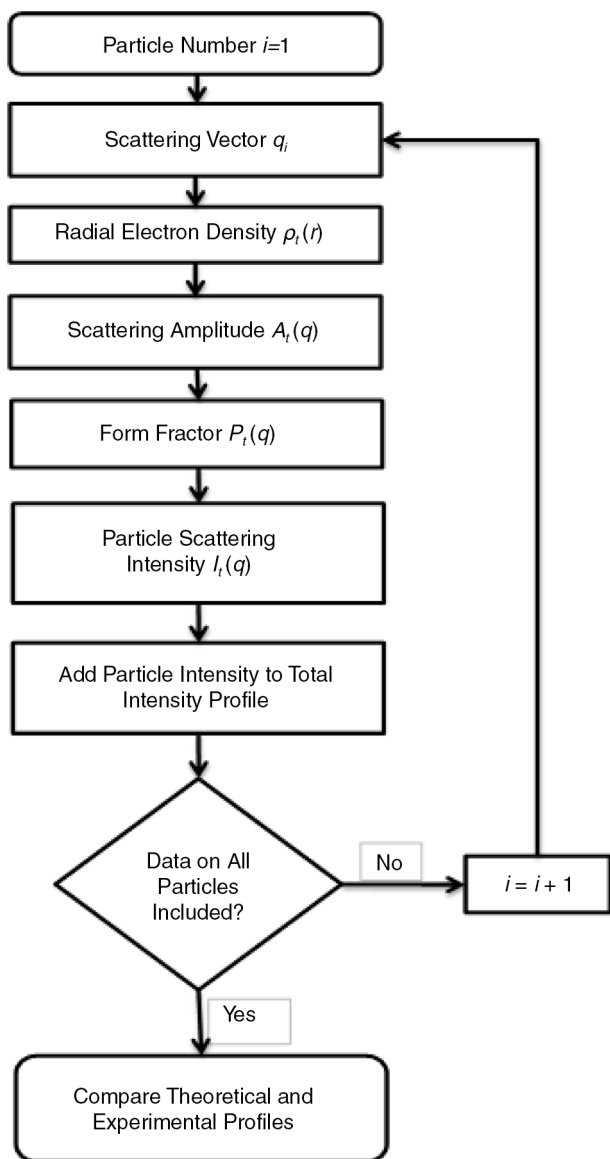 Particle Number i=1
Scattering Vector qᵢ
Radial Electron Density ρₜ(r)
Scattering Amplitude Aₜ(q)
Form Fractor Pₜ(q)
Particle Scattering
Intensity Iₜ(q)
Add Particle Intensity to Total
Intensity Profile
Data on All
Particles
Included?
No
i = i + 1
Yes
Compare Theoretical and
Experimental Profiles